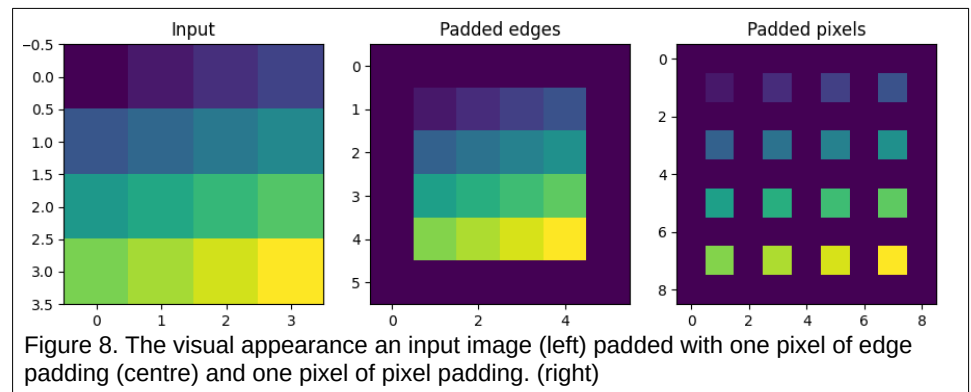 Input
Padded edges
Padded pixels
−0.5
0.0
0.5
1.0
1.5
2.0
2.5
3.0
3.5
0 1 2 3
0
1
2
3
4
5
0 2 4
0
2
4
6
8
0 2 4 6 8
Figure 8. The visual appearance an input image (left) padded with one pixel of edge
padding (centre) and one pixel of pixel padding. (right)